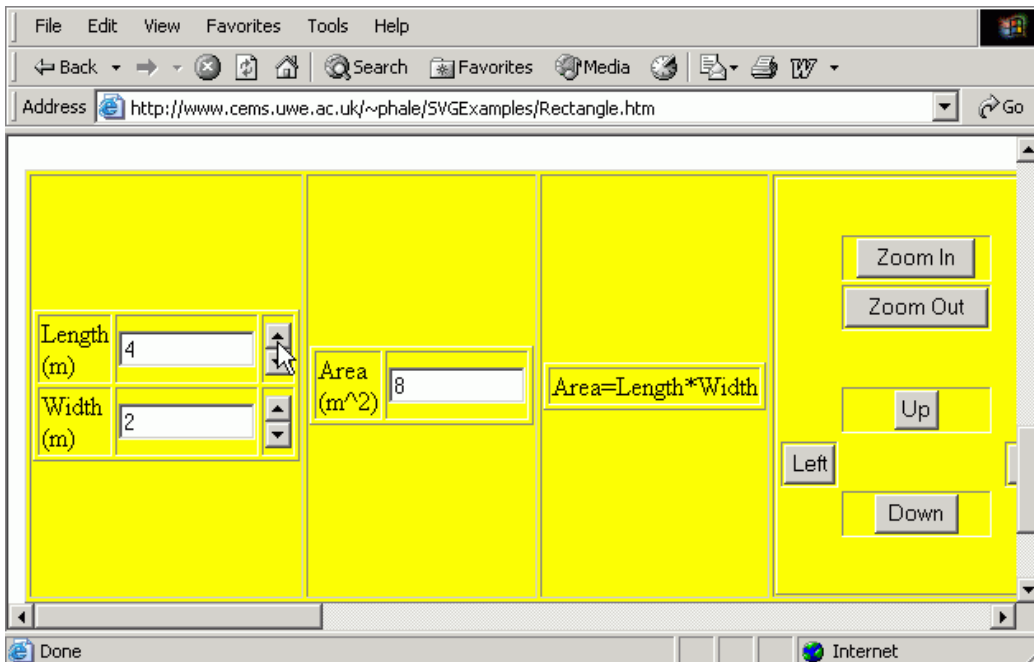 File Edit View Favorites Tools Help
Back Search Favorites Media
Address http://www.cems.uwe.ac.uk/~phale/SVGExamples/Rectangle.htm Go
Length
(m)
4
Width
(m)
2
Area
(m^2)
8
Area=Length*Width
Zoom In
Zoom Out
Up
Left
Down
Done Internet